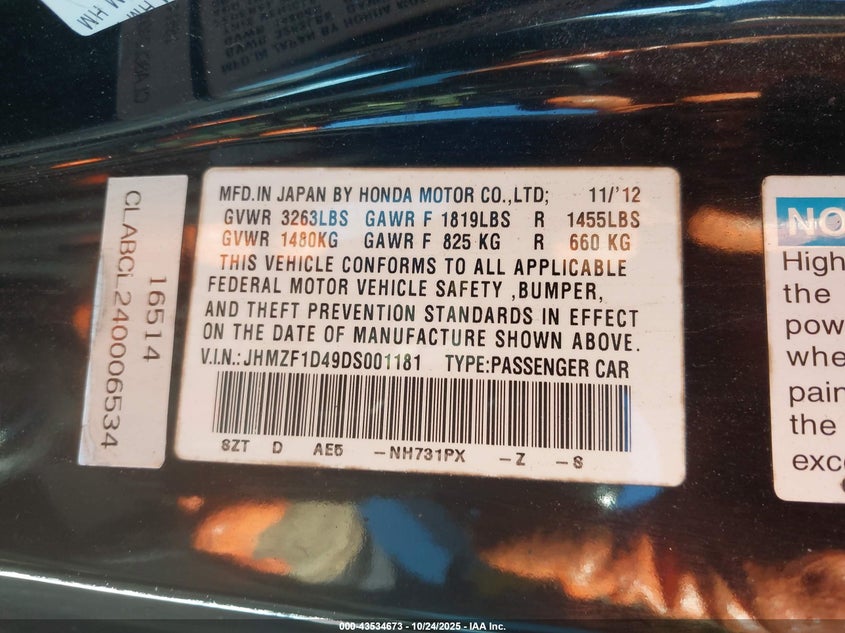 MFD.IN JAPAN BY HONDA MOTOR CO.,LTD; 11/'12
GVWR 3263LBS GAWR F 1819LBS R 1455LBS
GVWR 1480KG GAWR F 825 KG R 660 KG
THIS VEHICLE CONFORMS TO ALL APPLICABLE
FEDERAL MOTOR VEHICLE SAFETY ,BUMPER,
AND THEFT PREVENTION STANDARDS IN EFFECT
ON THE DATE OF MANUFACTURE SHOWN ABOVE.
V.I.N.:JHMZF1D49DS001181 TYPE:PASSENGER CAR
SZT D AE5 -NH731PX -Z -S
16514
CLABCL240006534
NO
High
the
pow
whe
pain
the
exc
000-43534673 - 10/24/2025 - IAA Inc.